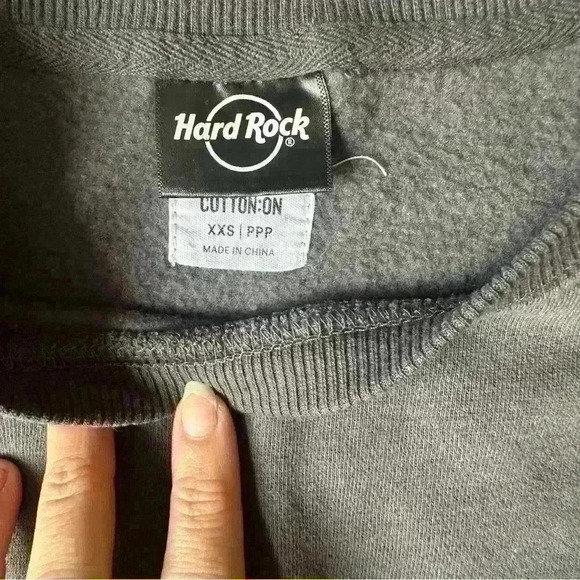 Hard Rock®
COTTON:ON
XXS | PPP
MADE IN CHINA